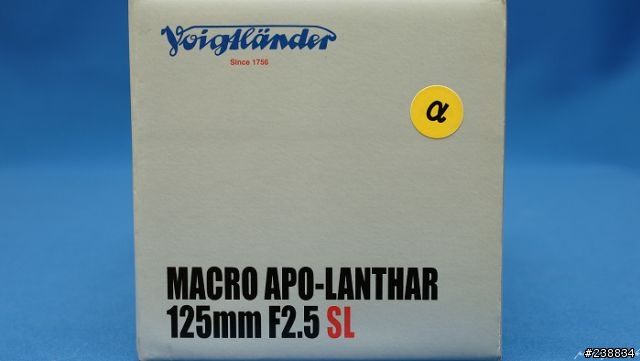 Voigtländer
Since 1756
α
MACRO APO-LANTHAR
125mm F2.5 SL
#238834